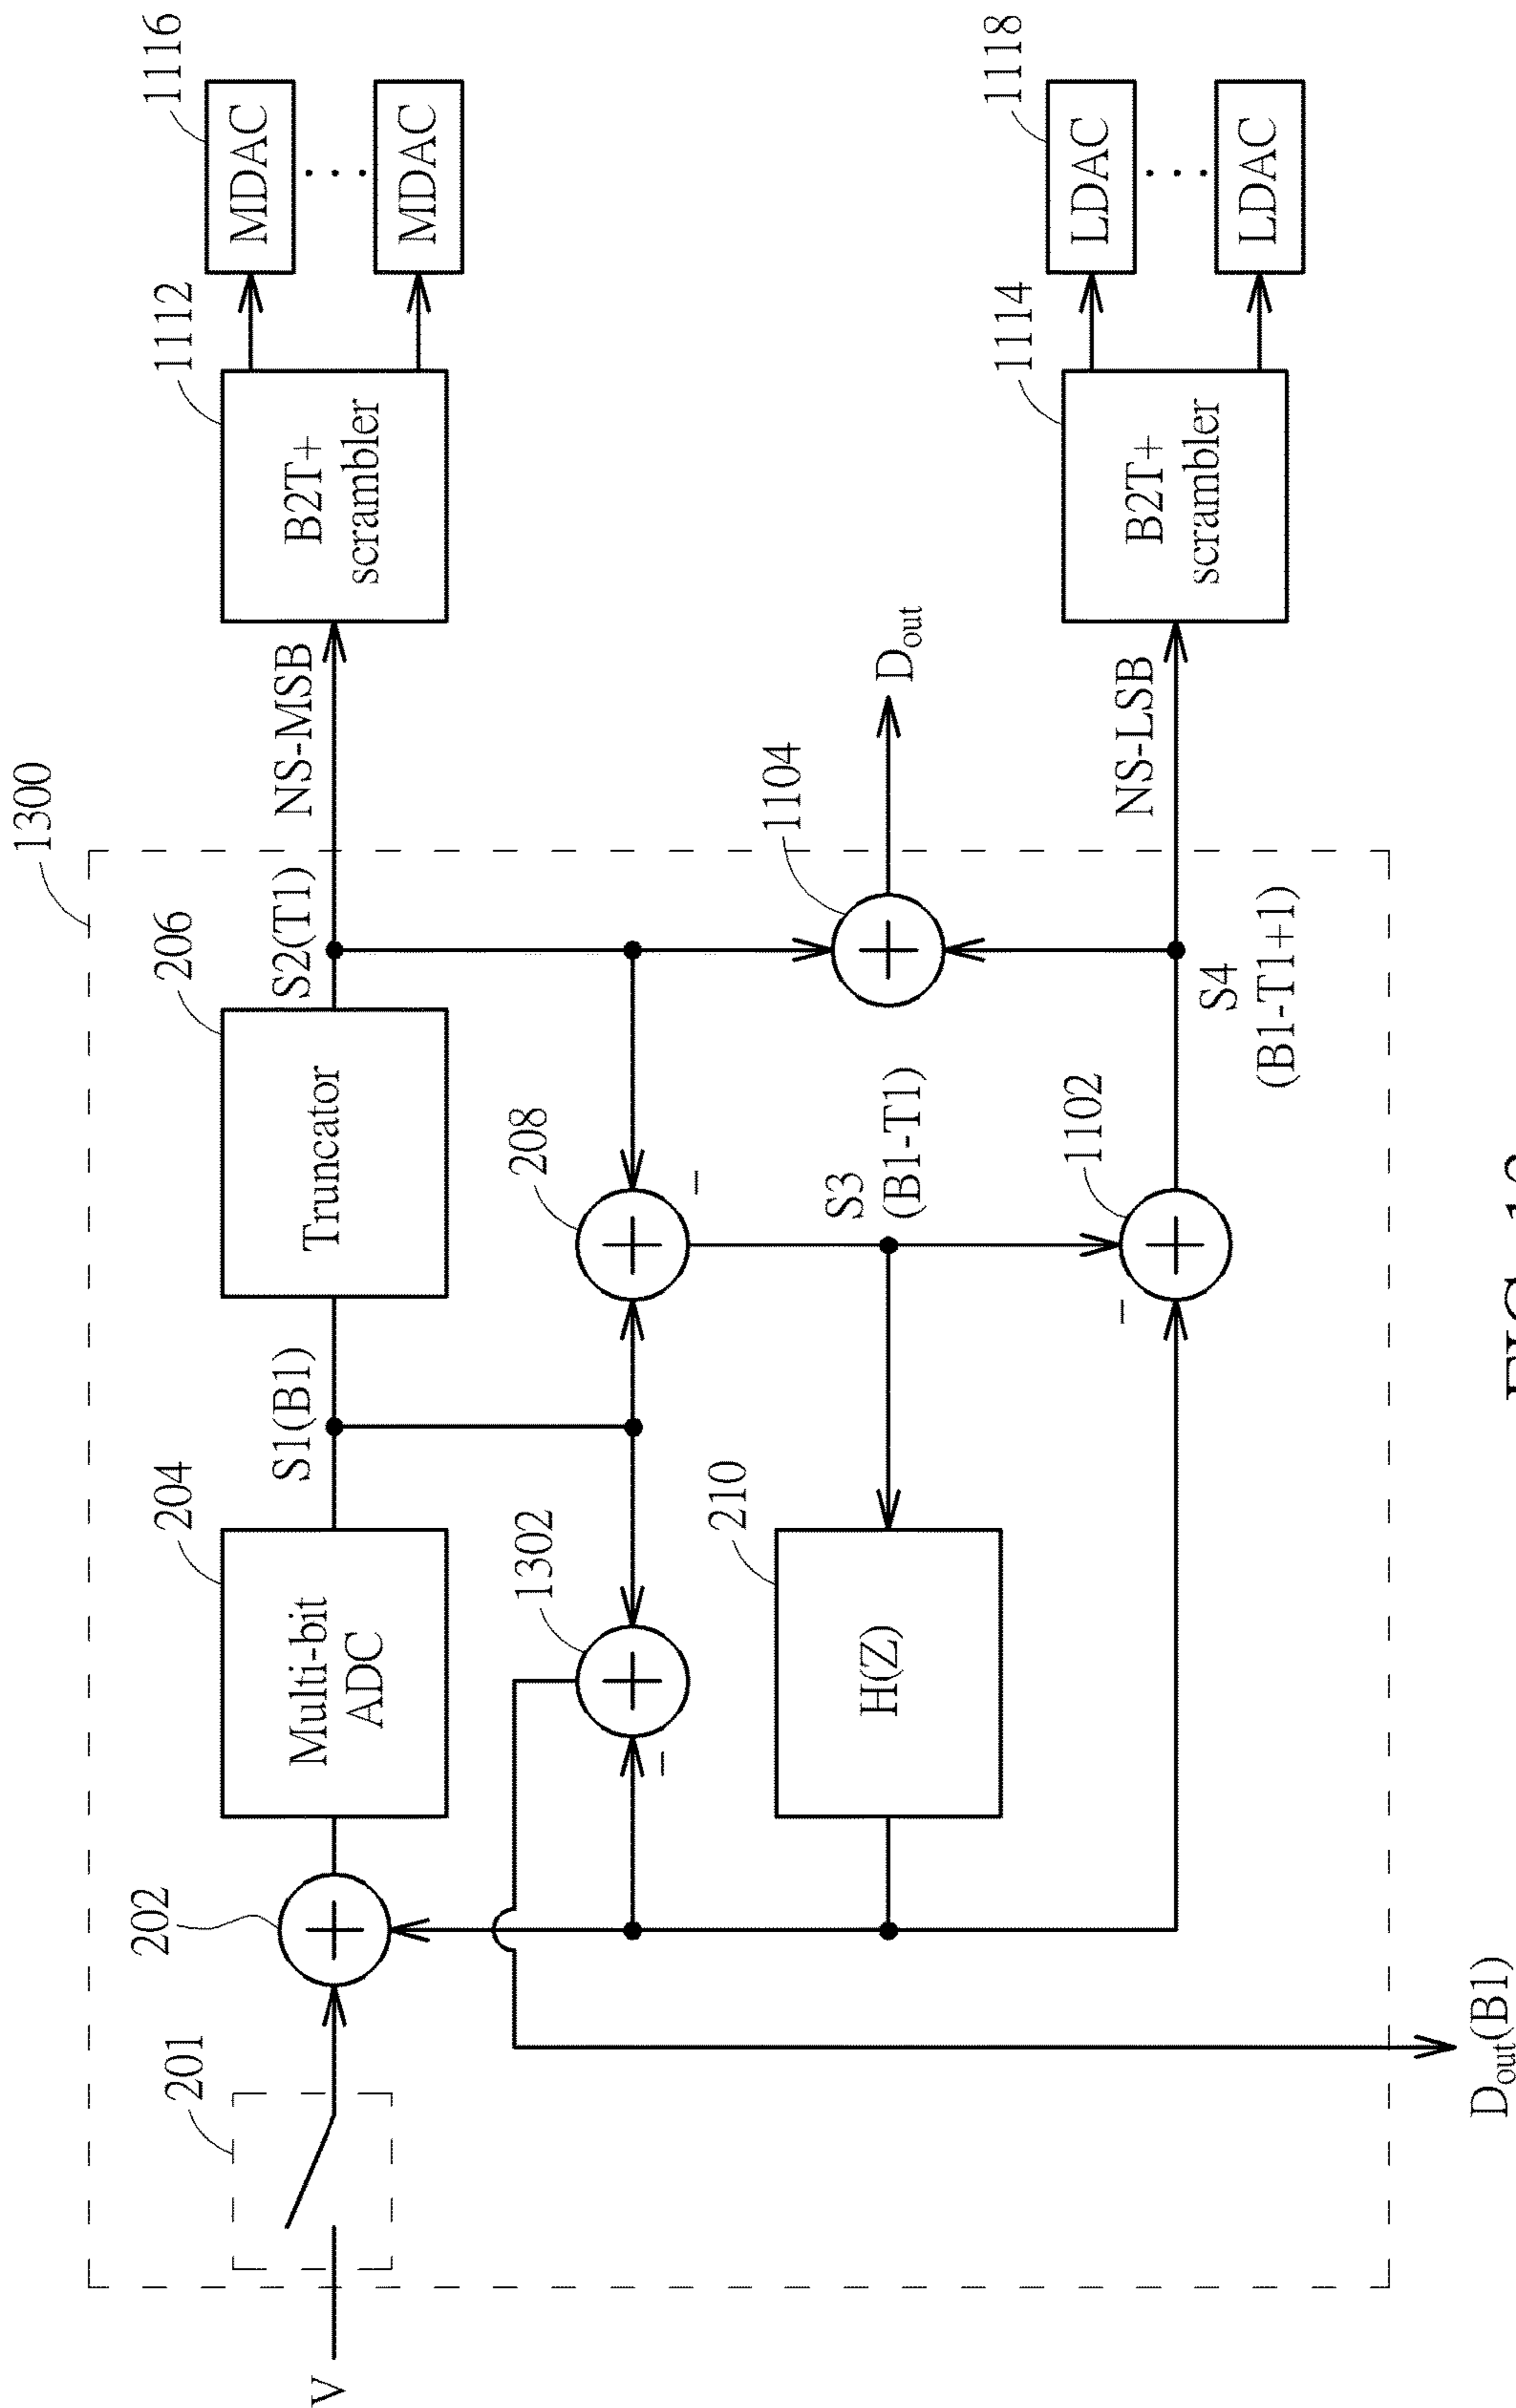 1300
V
201
202
204
Multi-bit
ADC
S1(B1)
206
Truncator
S2(T1)
NS-MSB
1112
B2T+
scrambler
1116
MDAC
MDAC
1302
−
208
−
210
H(Z)
S3
(B1-T1)
1104
Dout
−
1102
S4
(B1-T1+1)
NS-LSB
1114
B2T+
scrambler
1118
LDAC
LDAC
Dout(B1)